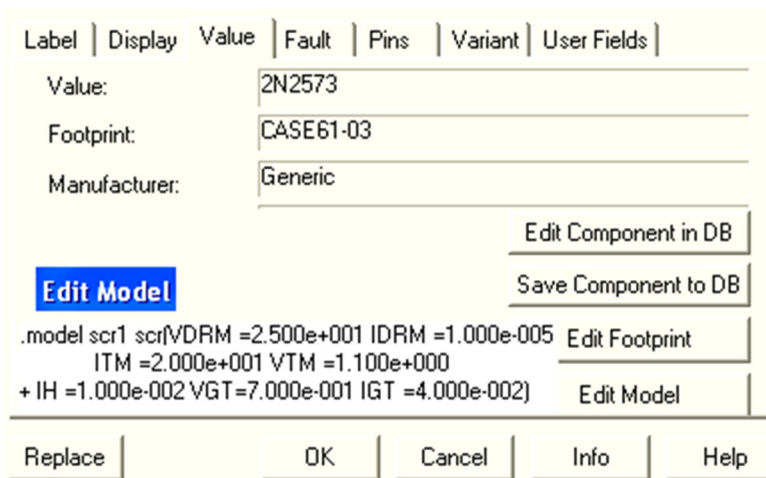 Label Display Value Fault Pins Variant User Fields
Value: 2N2573
Footprint: CASE61-03
Manufacturer: Generic
Edit Component in DB
Edit Model Save Component to DB
.model scr1 scr(VDRM =2.500e+001 IDRM =1.000e-005 Edit Footprint
ITM =2.000e+001 VTM =1.100e+000
+ IH =1.000e-002 VGT=7.000e-001 IGT =4.000e-002) Edit Model
Replace OK Cancel Info Help